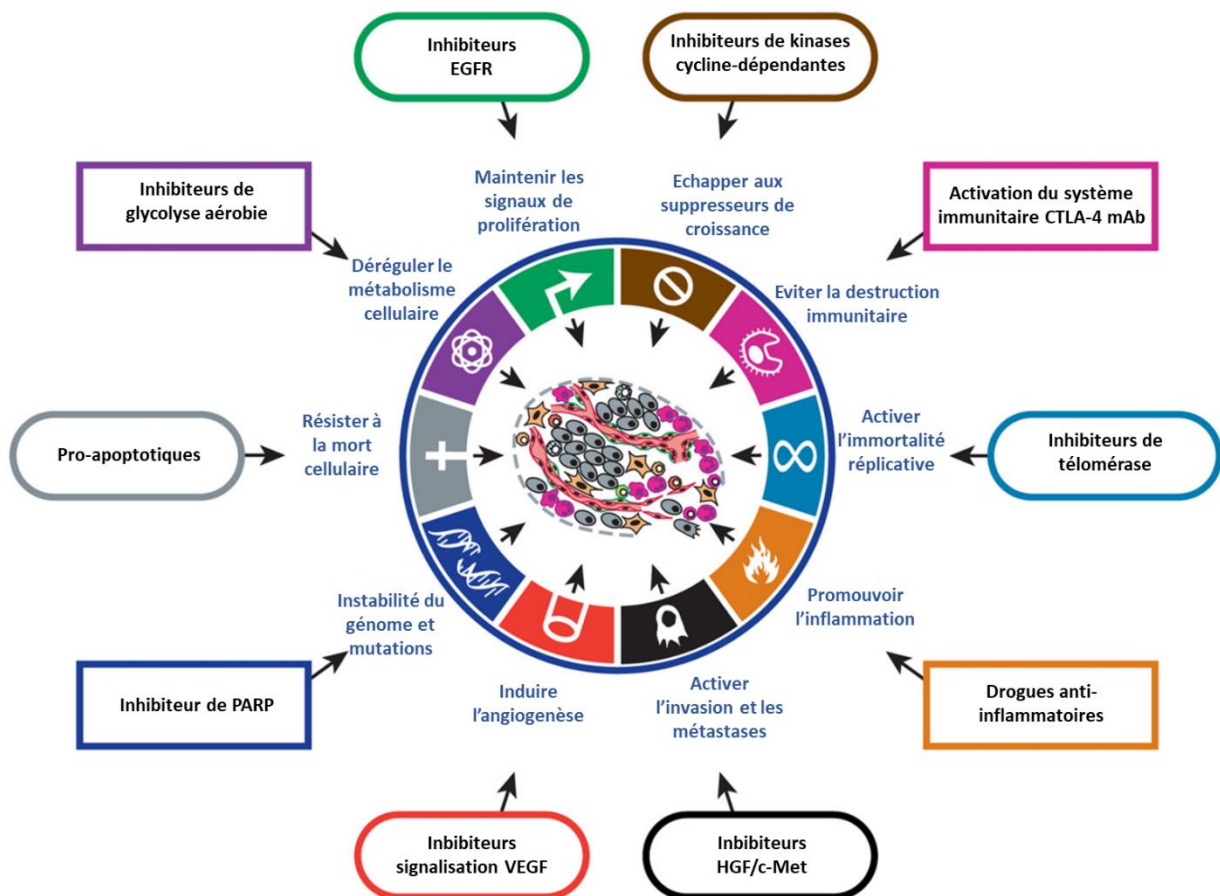 Inhibiteurs
EGFR
Inhibiteurs de kinases
cycline-dépendantes
Inhibiteurs de
glycolyse aérobie
Maintenir les
signaux de
prolifération
Echapper aux
suppresseurs de
croissance
Activation du système
immunitaire CTLA-4 mAb
Déréguler le
métabolisme
cellulaire
Eviter la destruction
immunitaire
Pro-apoptotiques
Résister à
la mort
cellulaire
Activer
l'immortalité
réplicative
Inhibiteurs de
télomérase
Instabilité du
génome et
mutations
Promouvoir
l'inflammation
Inhibiteur de PARP
Induire
l'angiogenèse
Activer
l'invasion et les
métastases
Drogues anti-
inflammatoires
Inbibiteurs
signalisation VEGF
Inbibiteurs
HGF/c-Met